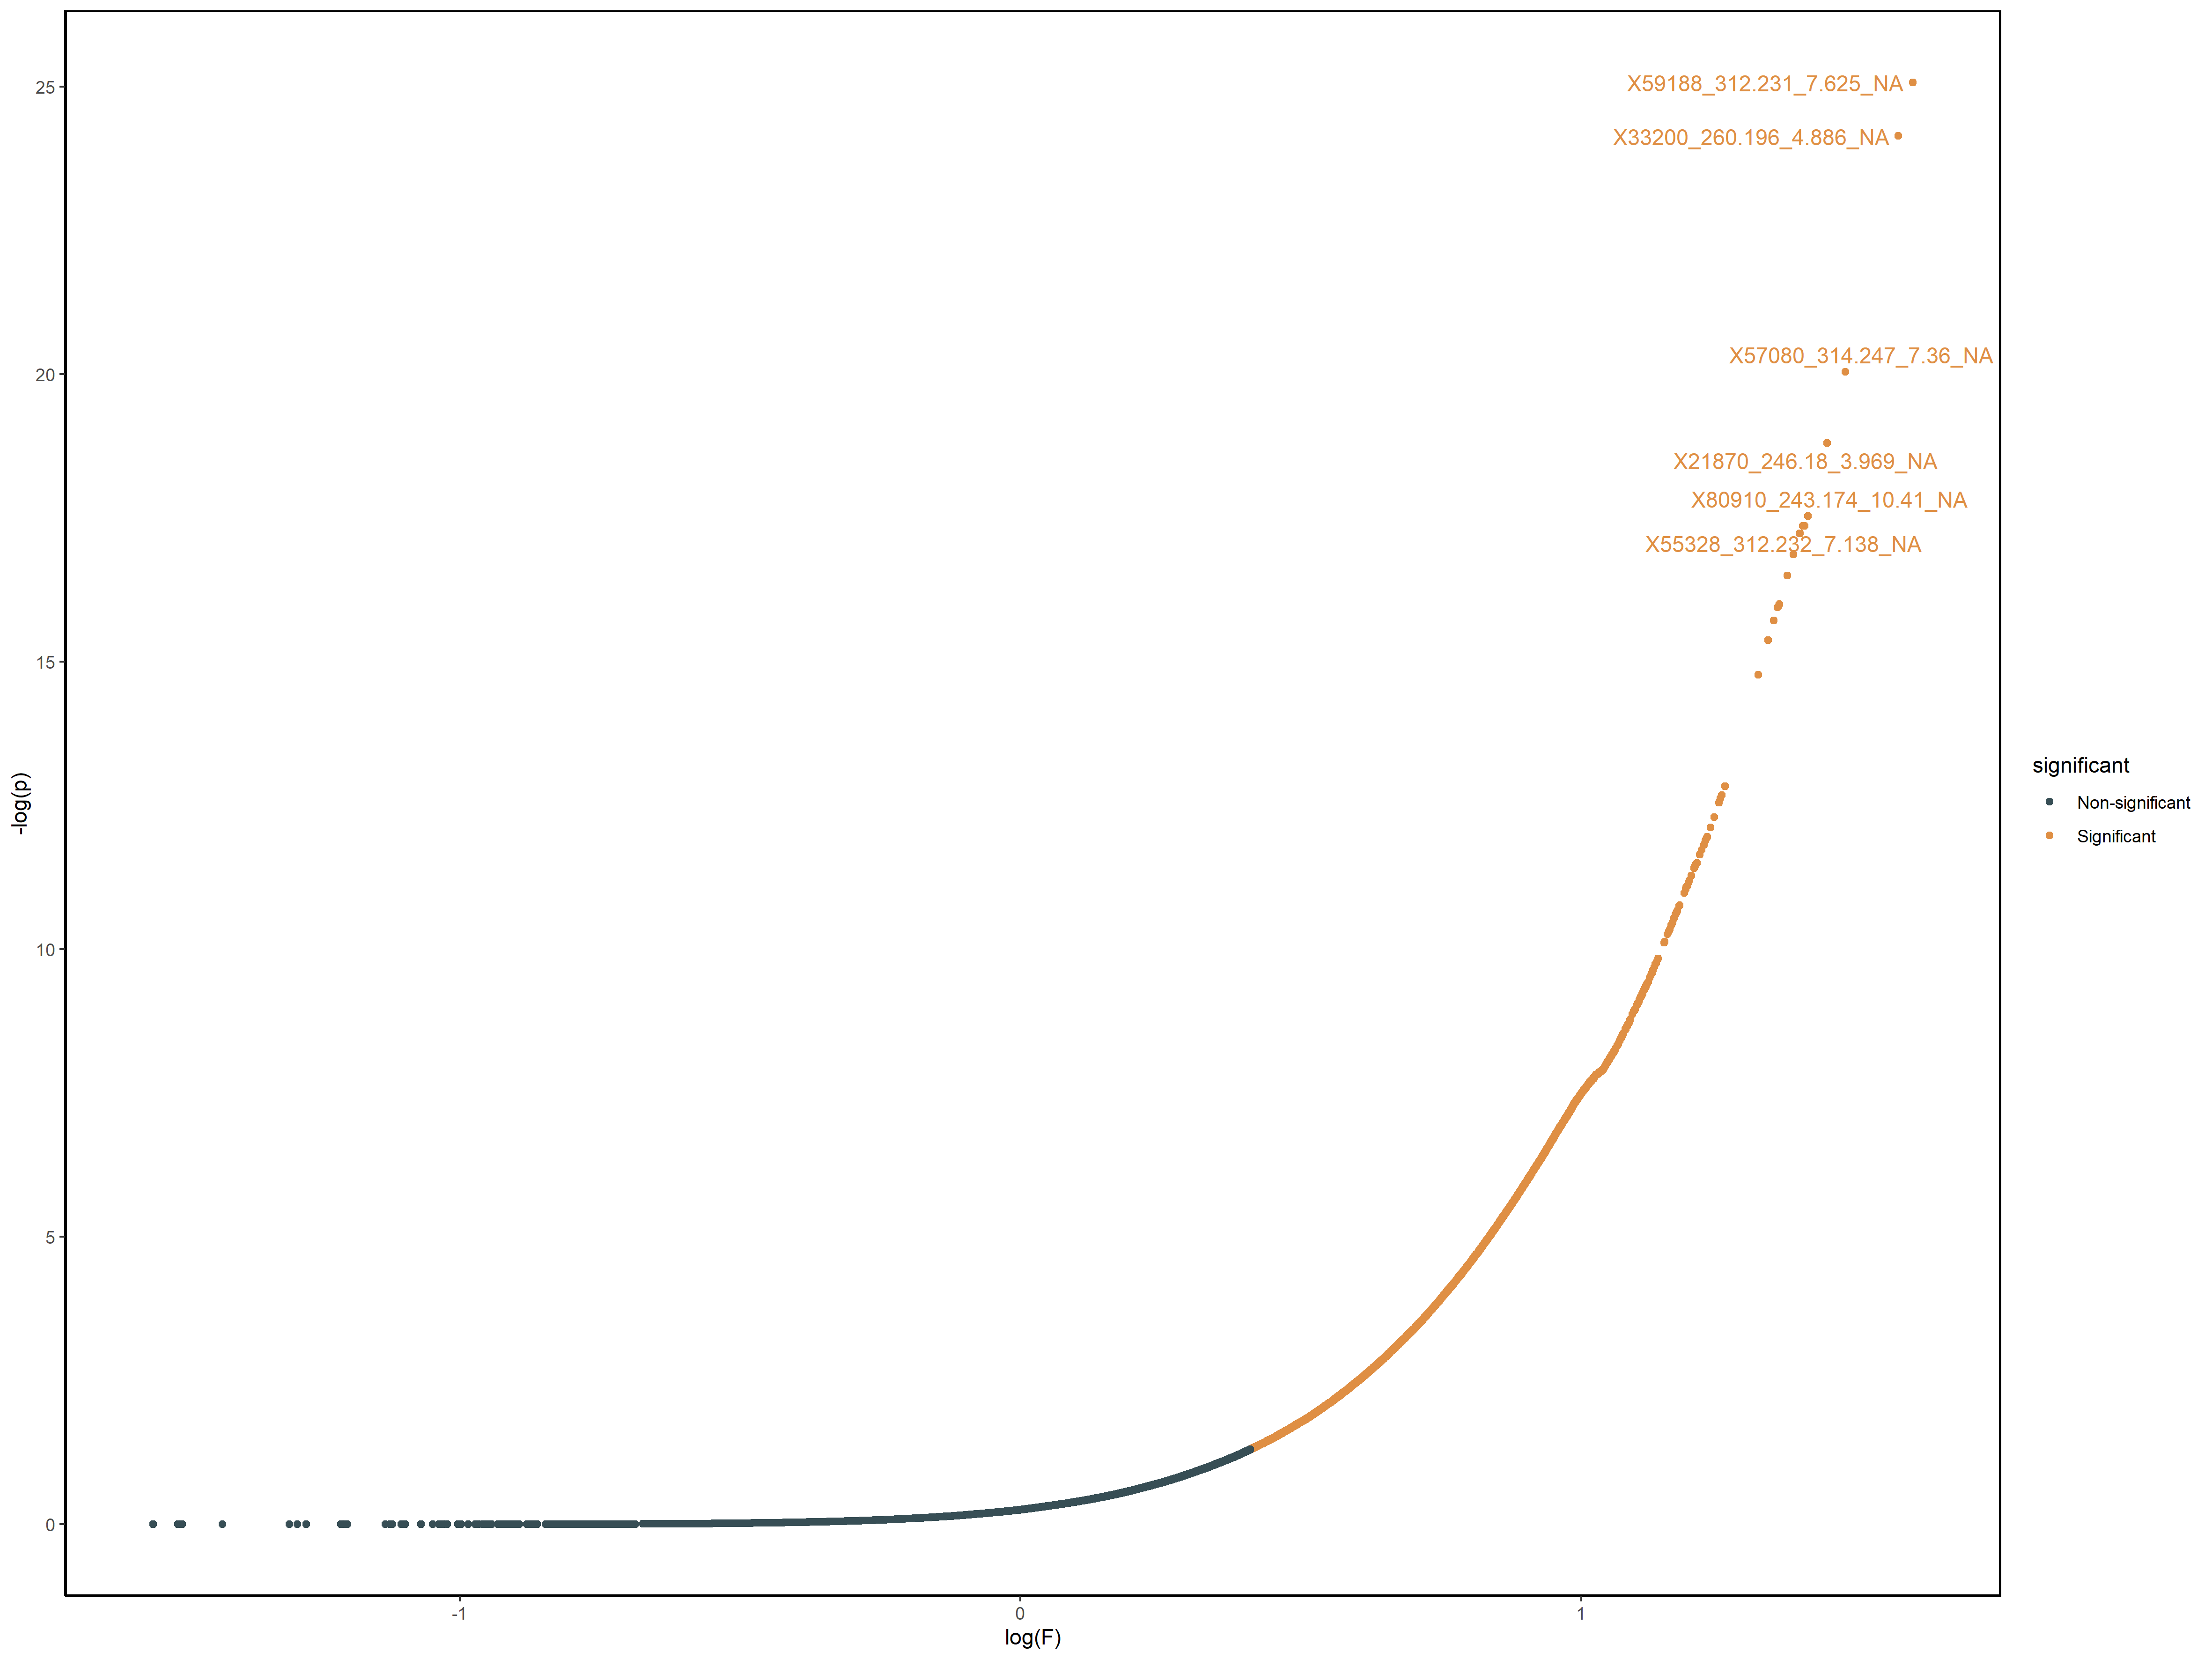 25
20
15
10
5
0
-log(p)
X59188_312.231_7.625_NA
X33200_260.196_4.886_NA
X57080_314.247_7.36_NA
X21870_246.18_3.969_NA
X80910_243.174_10.41_NA
X55328_312.232_7.138_NA
-1
0
1
log(F)
significant
Non-significant
Significant